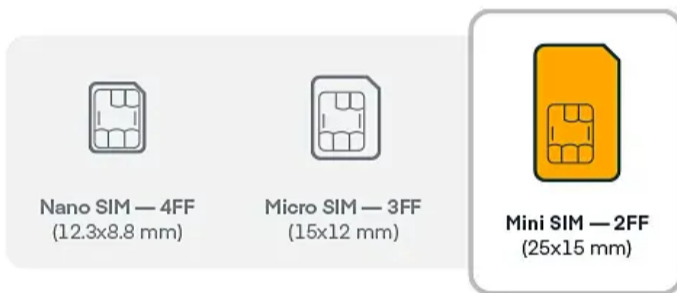 Nano SIM — 4FF
(12.3x8.8 mm)
Micro SIM — 3FF
(15x12 mm)
Mini SIM — 2FF
(25x15 mm)